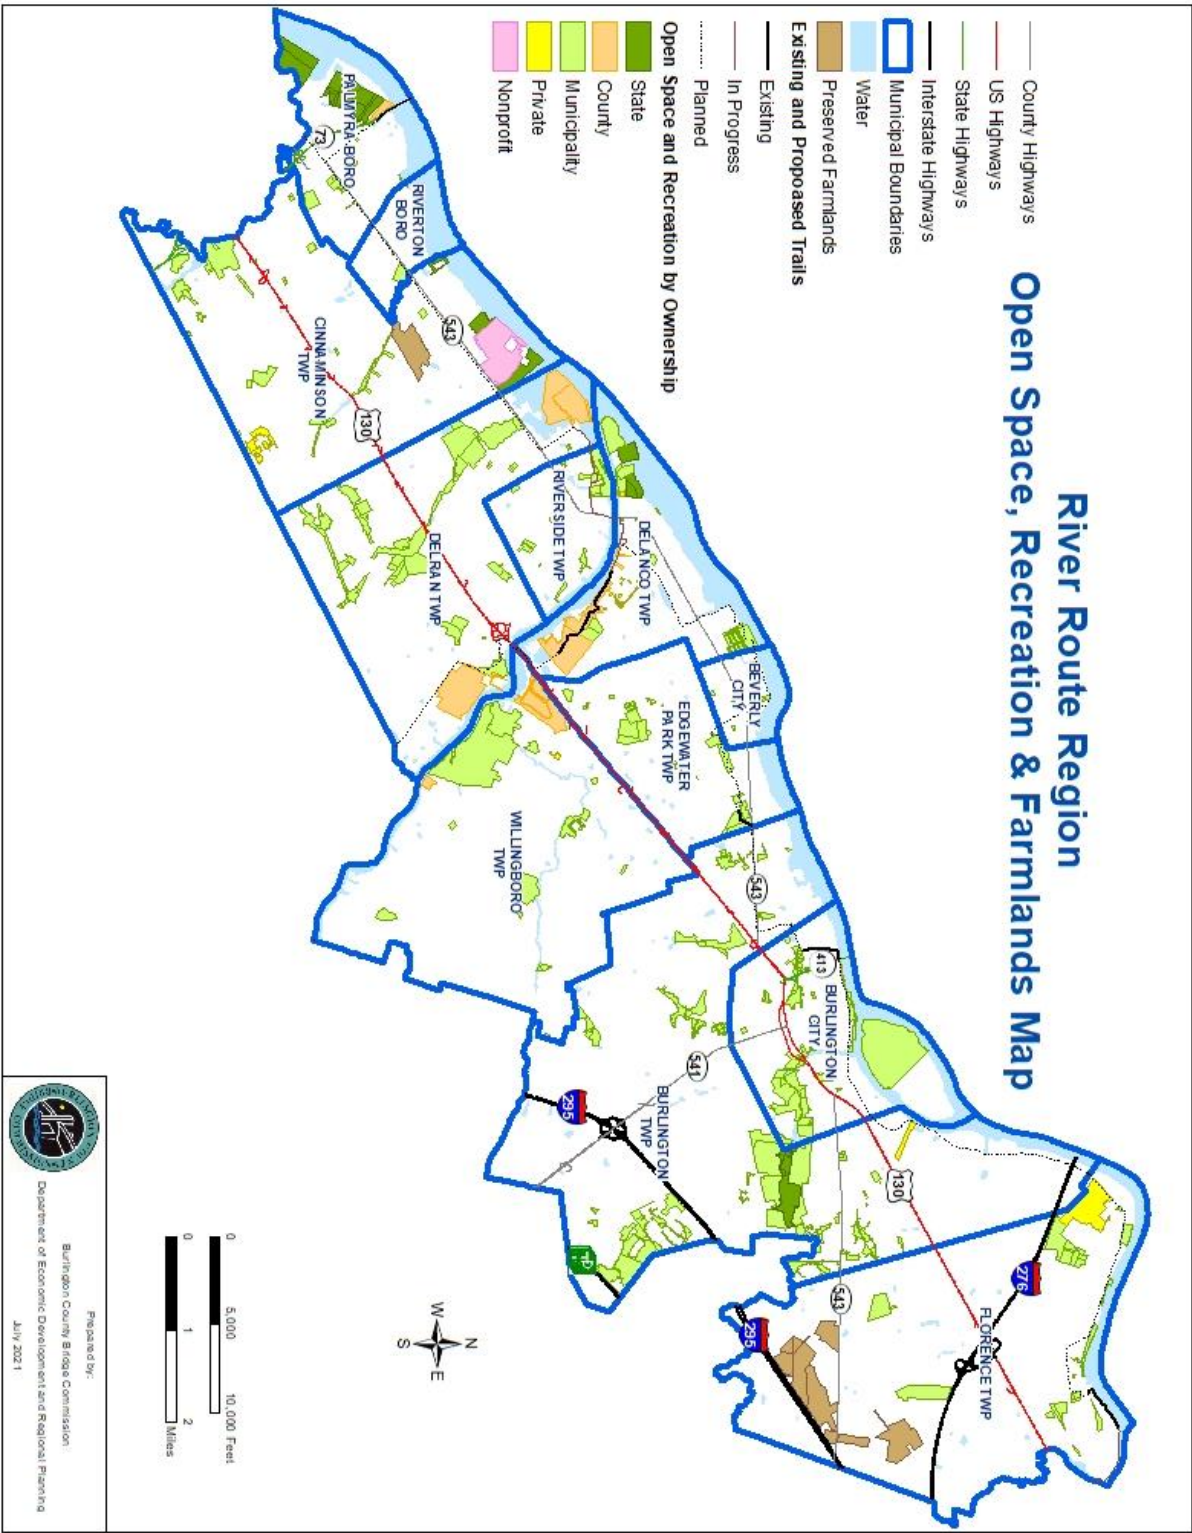 River Route Region
Open Space, Recreation & Farmlands Map
County Highways
US Highways
State Highways
Interstate Highways
Municipal Boundaries
Water
Preserved Farmlands
Existing and Propoased Trails
Existing
In Progress
Planned
Open Space and Recreation by Ownership
State
County
Municipality
Private
Nonprofit
PALMYRA BORO
73
RIVERTON
BORO
CINNAMINSON
TWP
543
130
DELRAN TWP
RIVERSIDE TWP
DELANCO TWP
BEVERLY
CITY
EDGEWATER
PARK TWP
WILLINGBORO
TWP
543
413
BURLINGTON
CITY
541
BURLINGTON
TWP
295
130
276
543
295
FLORENCE TWP
N
W
E
S
0
5,000
10,000 Feet
0
1
2
Miles
Prepared by:
Burlington County Bridge Commission
Department of Economic Development and Regional Planning
July 2021